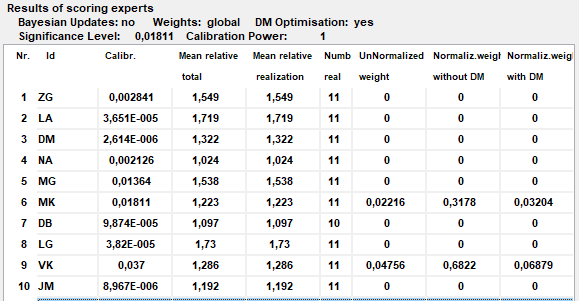 Results of scoring experts
Bayesian Updates: no Weights: global DM Optimisation: yes
Significance Level: 0,01811 Calibration Power: 1
Nr. Id Calibr. Mean relative Mean relative Numb UnNormalized Normaliz.weigh Normaliz.weigh
total realization real weight without DM with DM
1 ZG 0,002841 1,549 1,549 11 0 0 0
2 LA 3,651E-005 1,719 1,719 11 0 0 0
3 DM 2,614E-006 1,322 1,322 11 0 0 0
4 NA 0,002126 1,024 1,024 11 0 0 0
5 MG 0,01364 1,538 1,538 11 0 0 0
6 MK 0,01811 1,223 1,223 11 0,02216 0,3178 0,03204
7 DB 9,874E-005 1,097 1,097 10 0 0 0
8 LG 3,82E-005 1,73 1,73 11 0 0 0
9 VK 0,037 1,286 1,286 11 0,04756 0,6822 0,06879
10 JM 8,967E-006 1,192 1,192 11 0 0 0